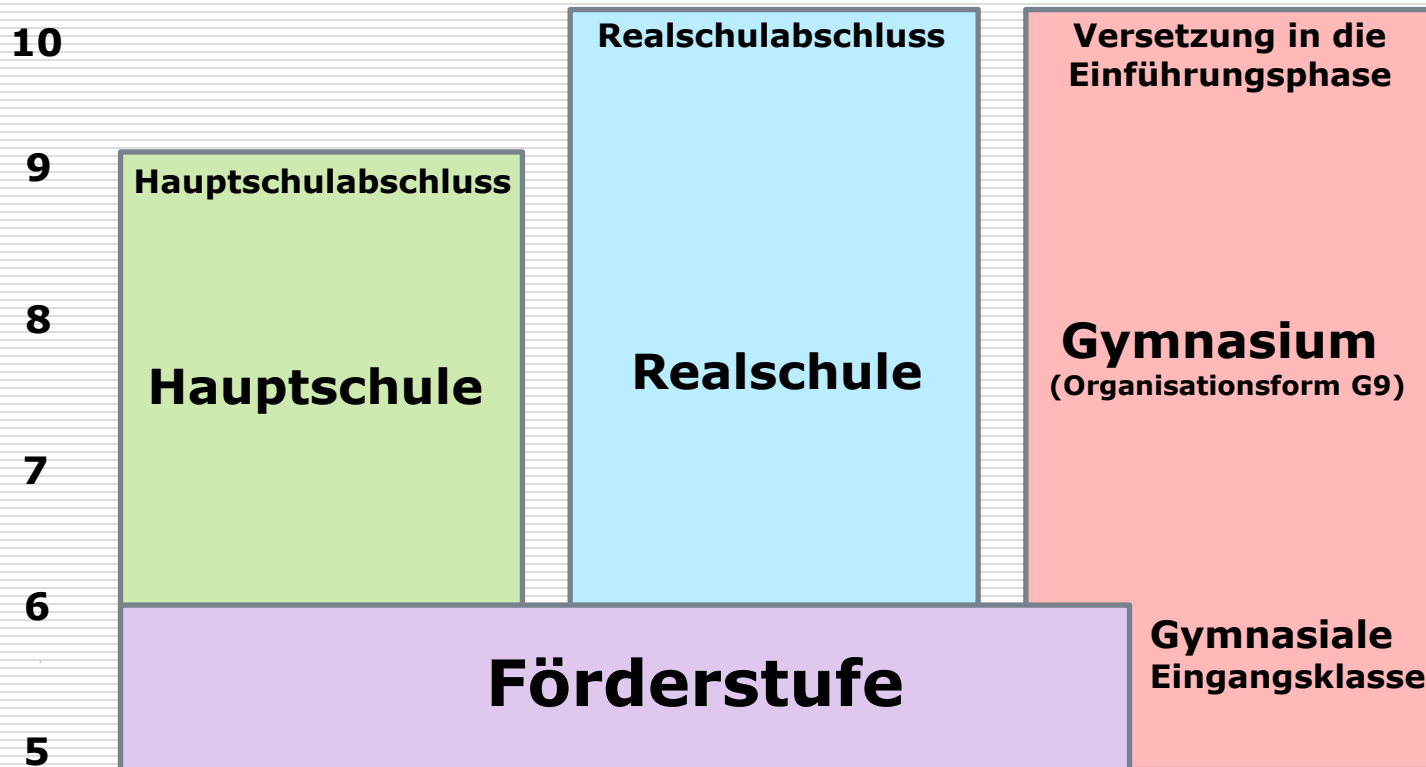 10
Realschulabschluss
Versetzung in die
Einführungsphase
9
Hauptschulabschluss
8
Hauptschule
Realschule
Gymnasium
(Organisationsform G9)
7
6
Förderstufe
Gymnasiale
Eingangsklasse
5